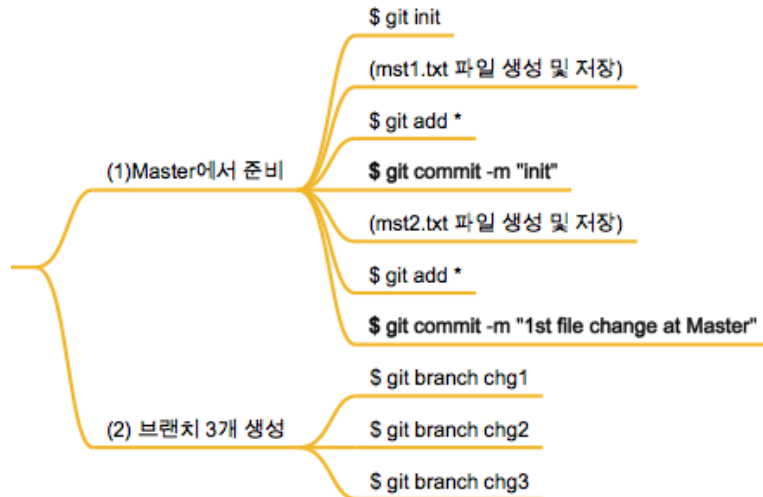 $ git init
(mst1.txt 파일 생성 및 저장)
$ git add *
(1)Master에서 준비
$ git commit -m "init"
(mst2.txt 파일 생성 및 저장)
$ git add *
$ git commit -m "1st file change at Master"
$ git branch chg1
(2) 브랜치 3개 생성
$ git branch chg2
$ git branch chg3